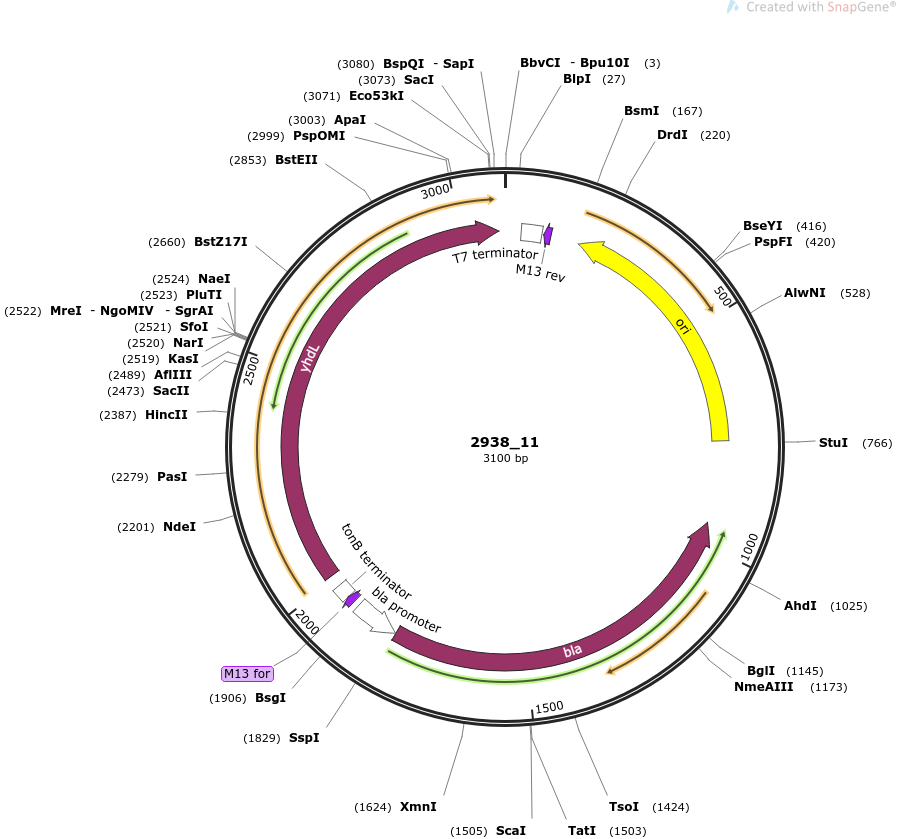 Created with SnapGene®
(3080) BspQI - SapI
(3073) SacI
(3071) Eco53kI
(3003) ApaI
(2999) PspOMI
(2853) BstEII
(2660) BstZ17I
(2524) NaeI
(2523) PluTI
(2522) MreI - NgoMIV - SgrAI
(2521) SfoI
(2520) NarI
(2519) KasI
(2489) AflIII
(2473) SacII
(2387) HincII
(2279) PasI
(2201) NdeI
BbvCI - Bpu10I (3)
BlpI (27)
BsmI (167)
DrdI (220)
BseYI (416)
PspFI (420)
AlwNI (528)
StuI (766)
AhdI (1025)
BglI (1145)
NmeAIII (1173)
TsoI (1424)
TatI (1503)
(1505) ScaI
(1624) XmnI
(1829) SspI
(1906) BsgI
M13 for
3000
2500
2000
1500
1000
500
T7 terminator
M13 rev
ori
yhdL
tonB terminator
bla promoter
bla
2938_11
3100 bp